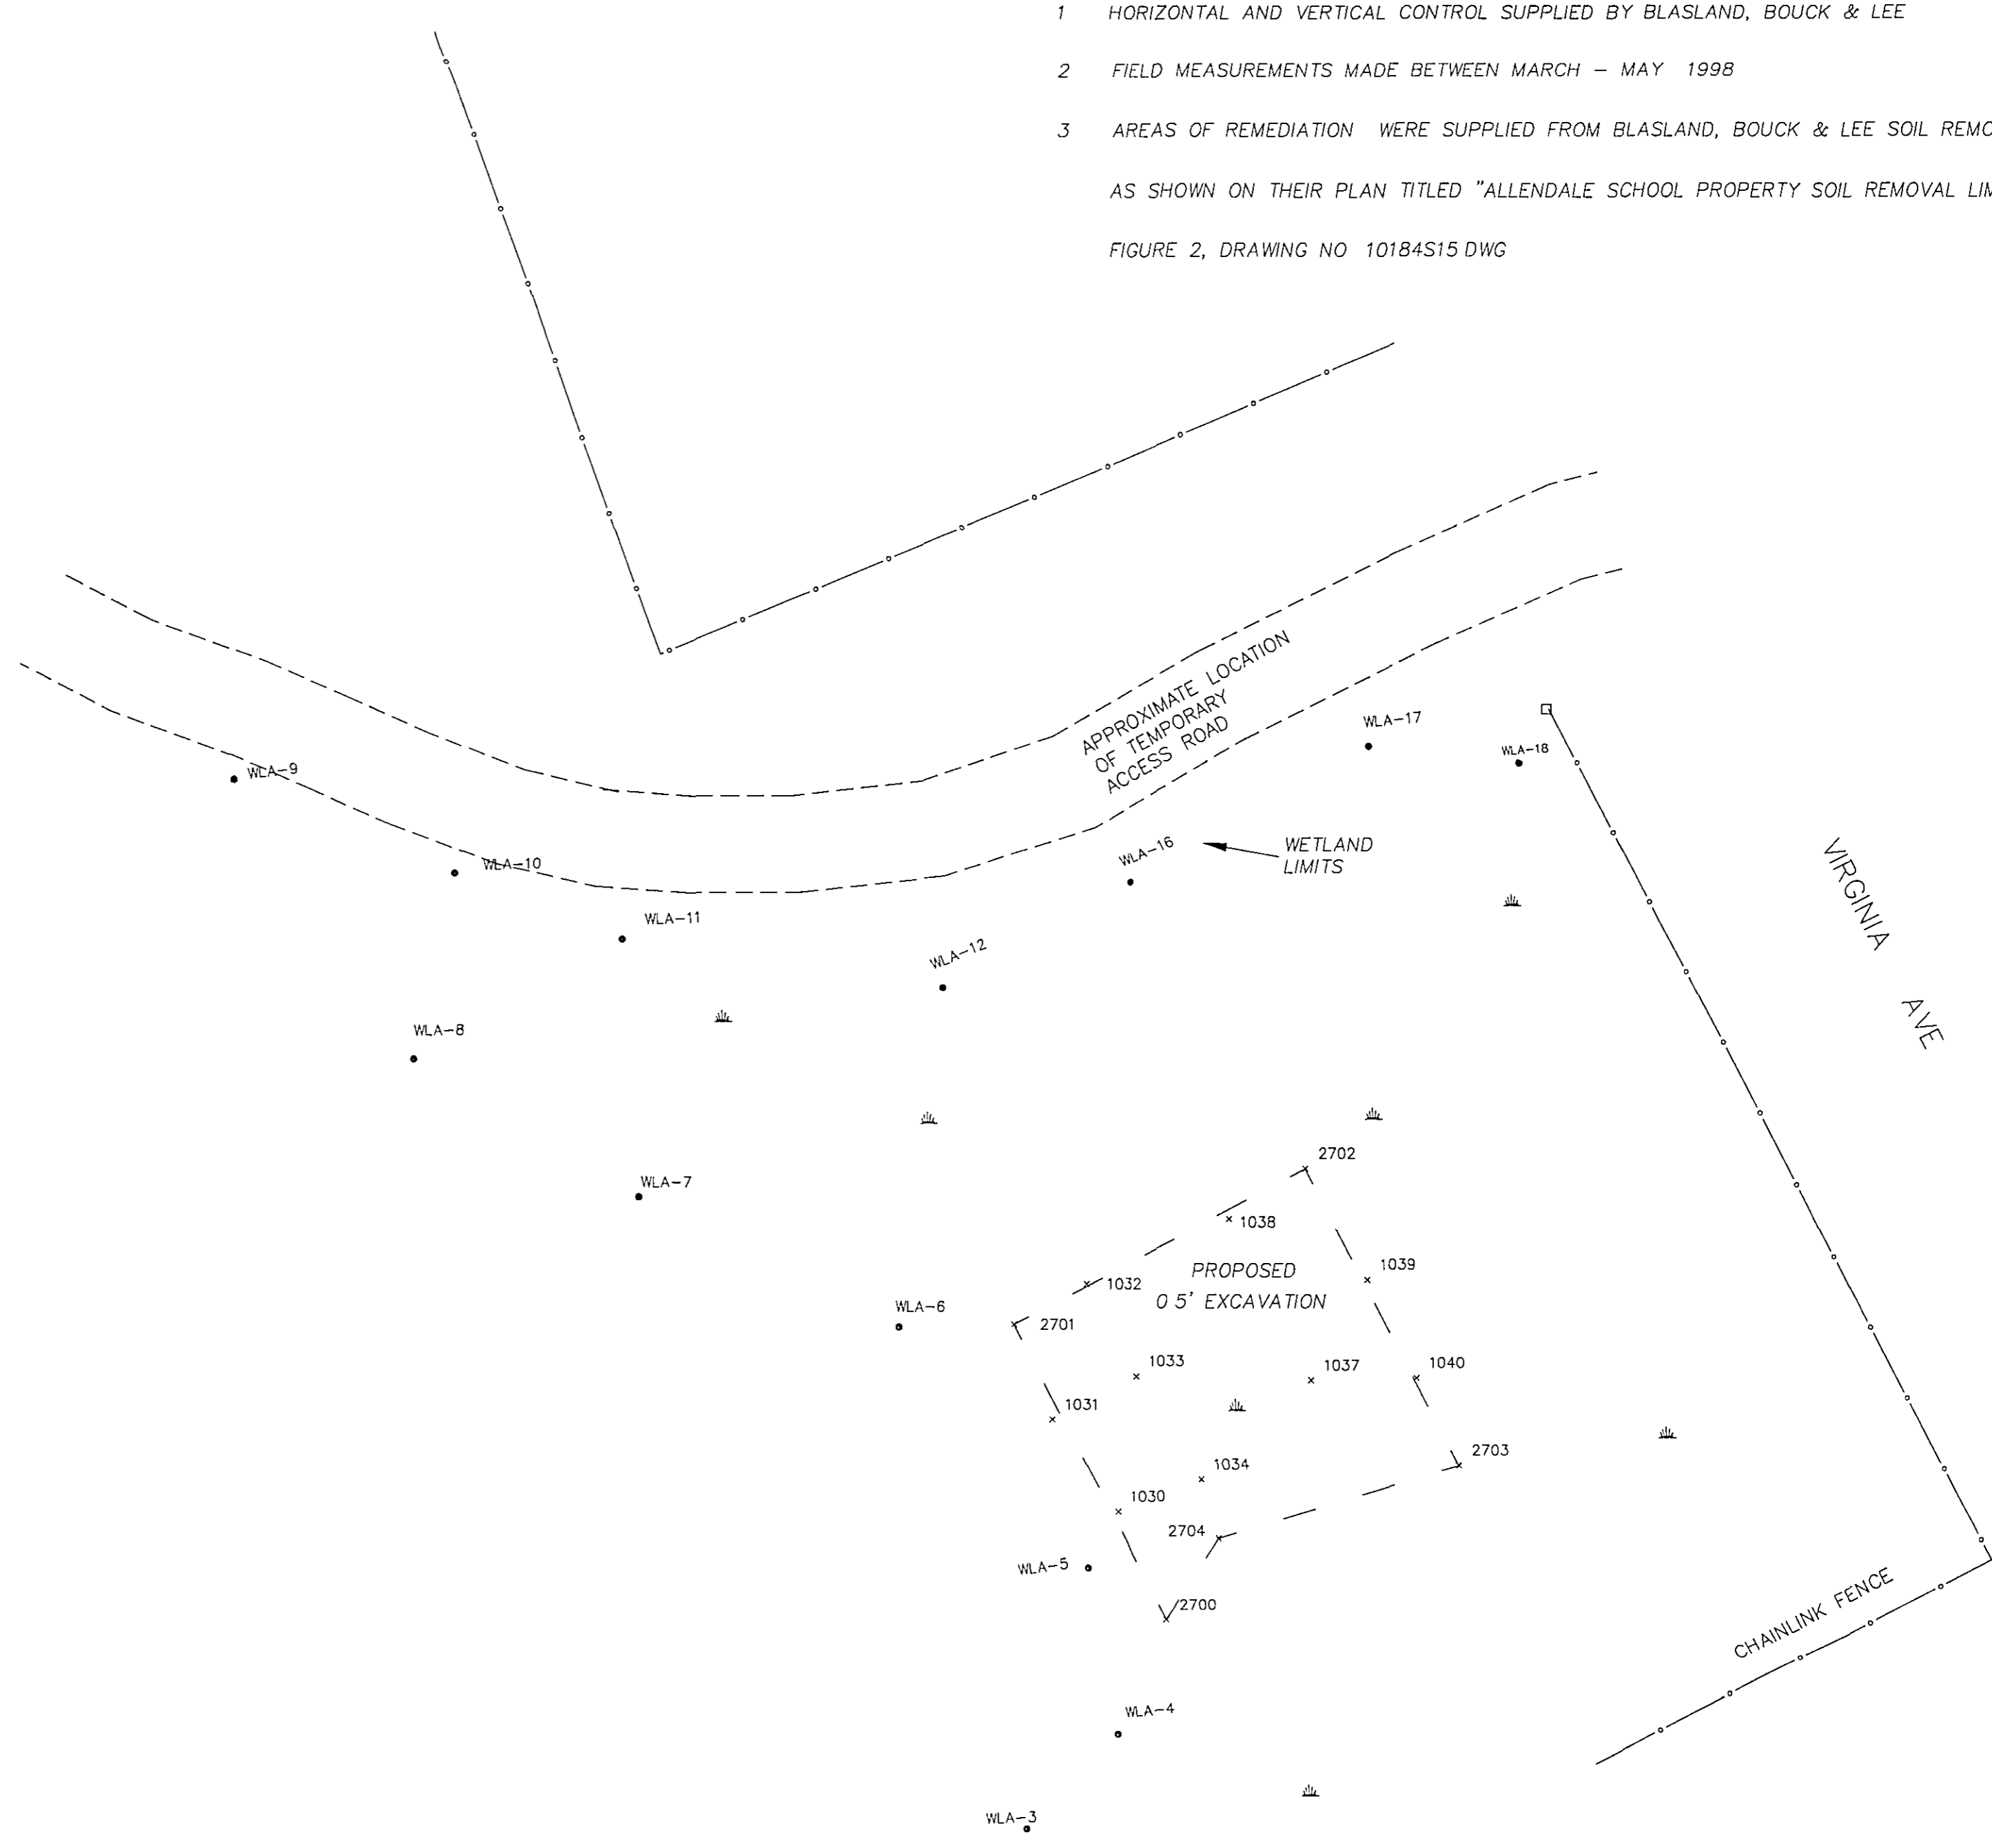 1 HORIZONTAL AND VERTICAL CONTROL SUPPLIED BY BLASLAND, BOUCK & LEE
2 FIELD MEASUREMENTS MADE BETWEEN MARCH – MAY 1998
3 AREAS OF REMEDIATION WERE SUPPLIED FROM BLASLAND, BOUCK & LEE SOIL REMO
AS SHOWN ON THEIR PLAN TITLED "ALLENDALE SCHOOL PROPERTY SOIL REMOVAL LIM
FIGURE 2, DRAWING NO 10184S15 DWG
APPROXIMATE LOCATION
OF TEMPORARY
ACCESS ROAD
WLA-17
WLA-18
WLA-9
WETLAND
LIMITS
WLA-16
WLA-10
VIRGINIA AVE
WLA-11
WLA-12
WLA-8
2702
WLA-7
1038
1039
PROPOSED
0 5' EXCAVATION
1032
WLA-6
2701
1033
1037
1040
1031
2703
1034
1030
2704
WLA-5
2700
CHAINLINK FENCE
WLA-4
WLA-3